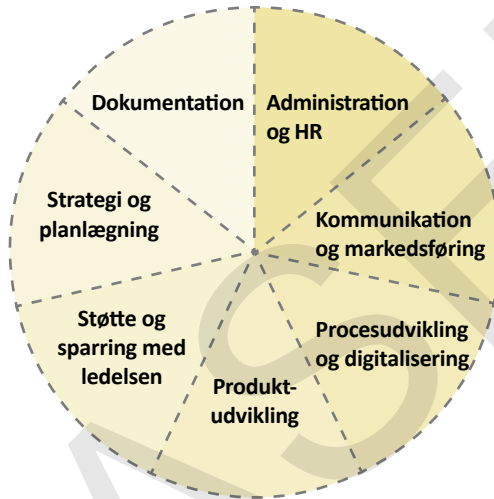 Administration
og HR
Kommunikation
og markedsføring
Procesudvikling
og digitalisering
Produkt-
udvikling
Støtte og
sparring med
ledelsen
Strategi og
planlægning
Dokumentation